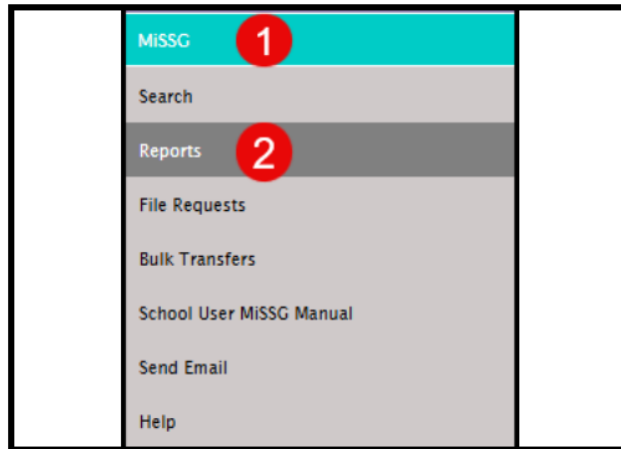 MiSSG 1
Search
Reports 2
File Requests
Bulk Transfers
School User MiSSG Manual
Send Email
Help